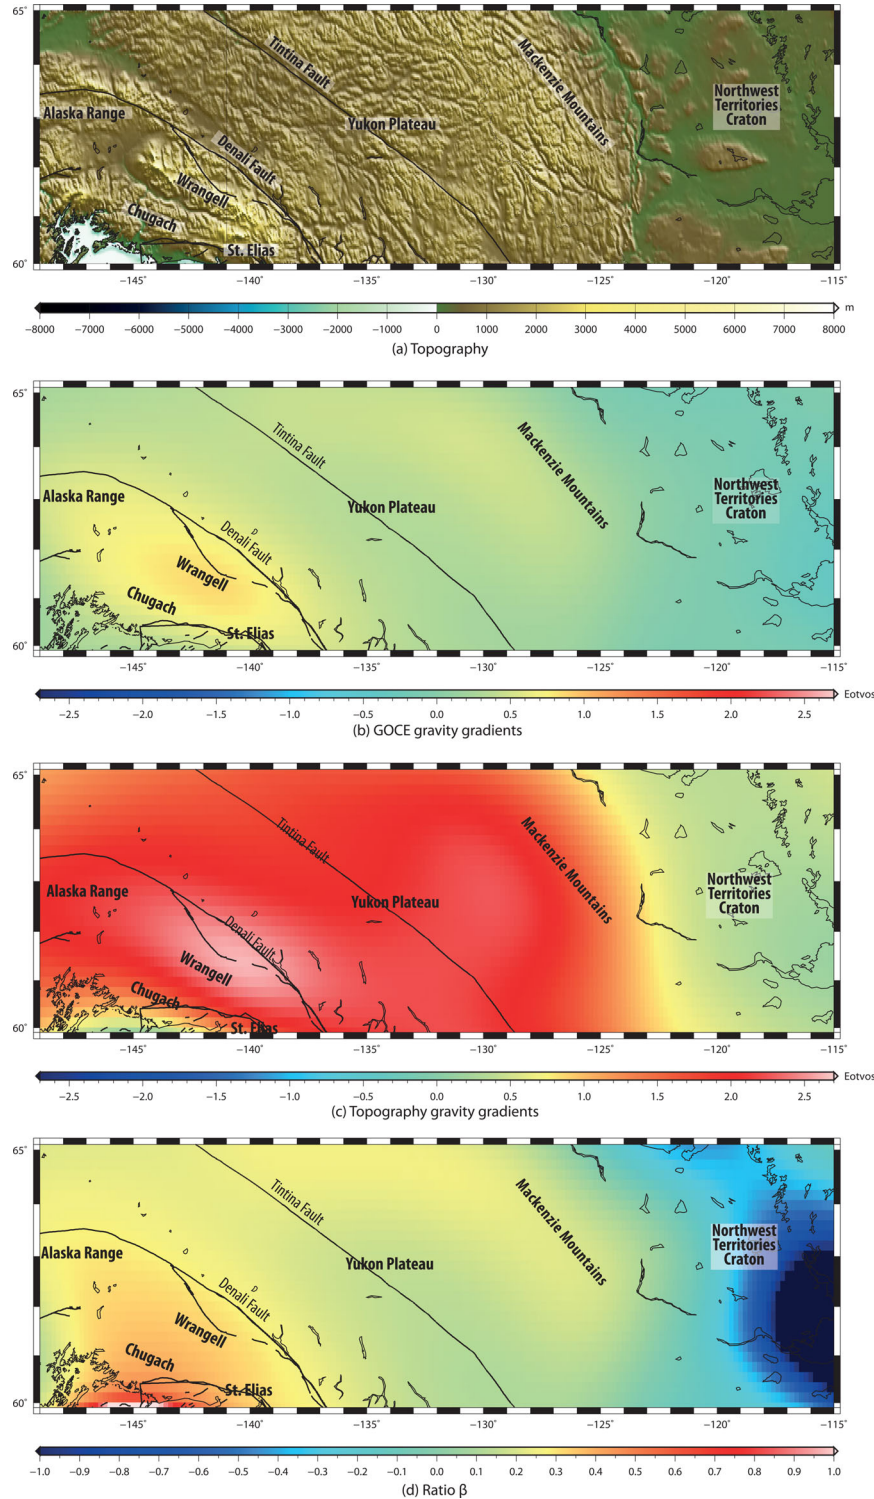 65°
Tintina Fault
Mackenzie Mountains
Northwest
Territories
Craton
Alaska Range
Yukon Plateau
Denali Fault
Wrangell
Chugach
St. Elias
60°
−145 −140 −135 −130 −125 −120 −115°
−8000 −7000 −6000 −5000 −4000 −3000 −2000 −1000 0 1000 2000 3000 4000 5000 6000 7000 8000 m
(a) Topography
65°
Tintina Fault
Mackenzie Mountains
Northwest
Territories
Craton
Alaska Range
Yukon Plateau
Denali Fault
Wrangell
Chugach
St. Elias
60°
−145 −140 −135 −130 −125 −120 −115°
−2.5 −2.0 −1.5 −1.0 −0.5 0.0 0.5 1.0 1.5 2.0 2.5 Eotvos
(b) GOCE gravity gradients
65°
Tintina Fault
Mackenzie Mountains
Northwest
Territories
Craton
Alaska Range
Yukon Plateau
Denali Fault
Wrangell
Chugach
St. Elias
60°
−145 −140 −135 −130 −125 −120 −115°
−2.5 −2.0 −1.5 −1.0 −0.5 0.0 0.5 1.0 1.5 2.0 2.5 Eotvos
(c) Topography gravity gradients
65°
Tintina Fault
Mackenzie Mountains
Northwest
Territories
Craton
Alaska Range
Yukon Plateau
Denali Fault
Wrangell
Chugach
St. Elias
60°
−145 −140 −135 −130 −125 −120 −115°
−1.0 −0.9 −0.8 −0.7 −0.6 −0.5 −0.4 −0.3 −0.2 −0.1 0.0 0.1 0.2 0.3 0.4 0.5 0.6 0.7 0.8 0.9 1.0
(d) Ratio β